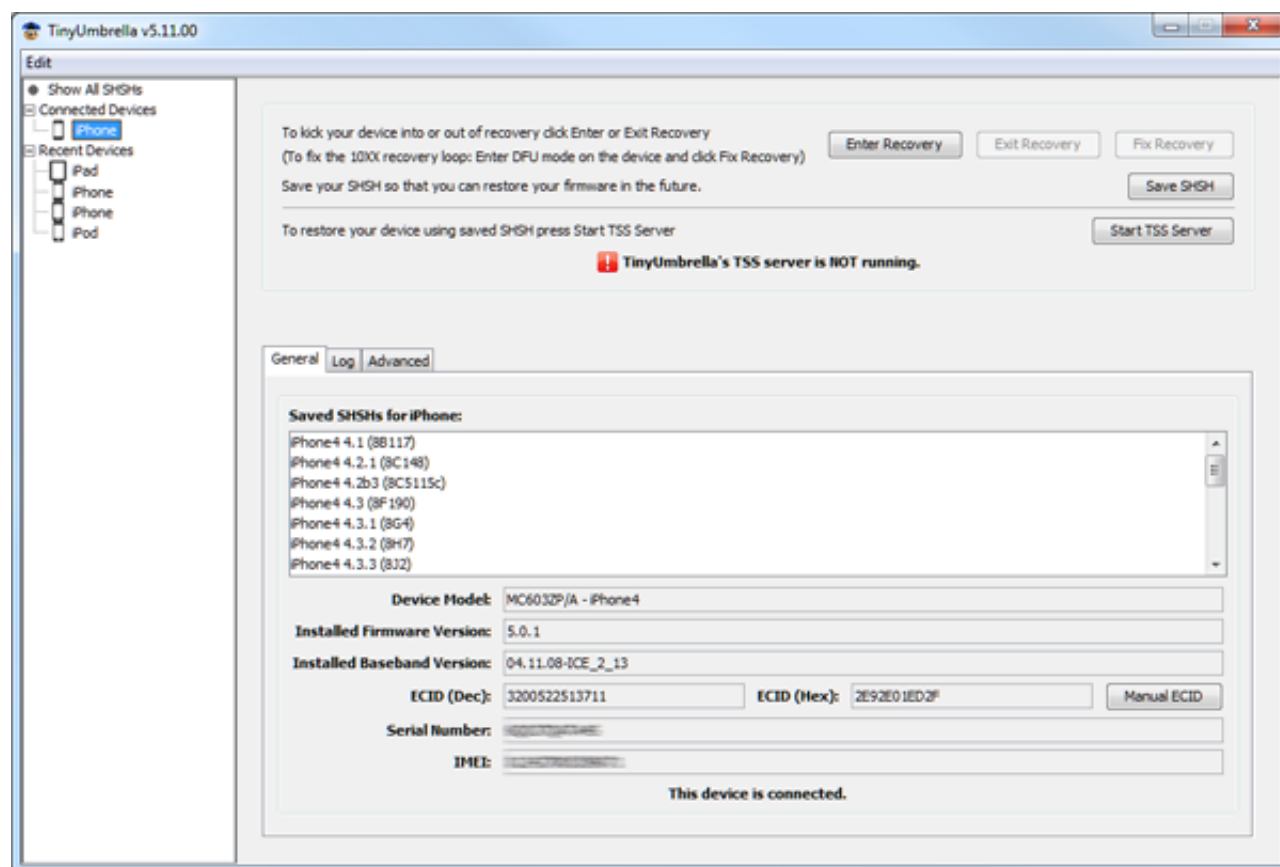 TinyUmbrella v5.11.00
Edit
Show All SHSHs
Connected Devices
iPhone
Recent Devices
iPad
iPhone
iPhone
iPod
To kick your device into or out of recovery click Enter or Exit Recovery
(To fix the 10XX recovery loop: Enter DFU mode on the device and click Fix Recovery)
Enter Recovery Exit Recovery Fix Recovery
Save your SHSH so that you can restore your firmware in the future. Save SHSH
To restore your device using saved SHSH press Start TSS Server Start TSS Server
TinyUmbrella's TSS server is NOT running.
General Log Advanced
Saved SHSHs for iPhone:
iPhone4 4.1 (8B117)
iPhone4 4.2.1 (8C148)
iPhone4 4.2b3 (8C5115c)
iPhone4 4.3 (8F190)
iPhone4 4.3.1 (8G4)
iPhone4 4.3.2 (8H7)
iPhone4 4.3.3 (8J2)
Device Model: MC603ZP/A - iPhone4
Installed Firmware Version: 5.0.1
Installed Baseband Version: 04.11.08-ICE_2_13
ECID (Dec): 3200522513711 ECID (Hex): 2E92E01ED2F Manual ECID
Serial Number:
IMEI:
This device is connected.